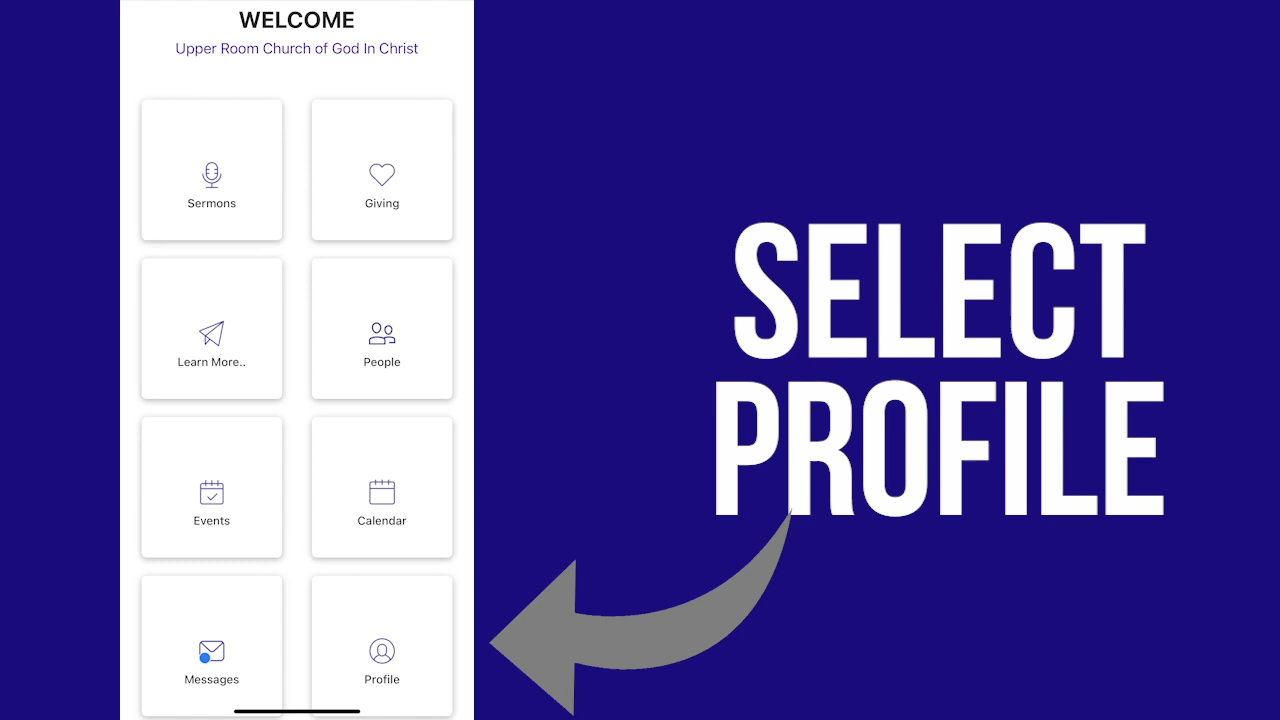 WELCOME
Upper Room Church of God In Christ
Sermons
Giving
Learn More..
People
Events
Calendar
Messages
Profile
SELECT
PROFILE